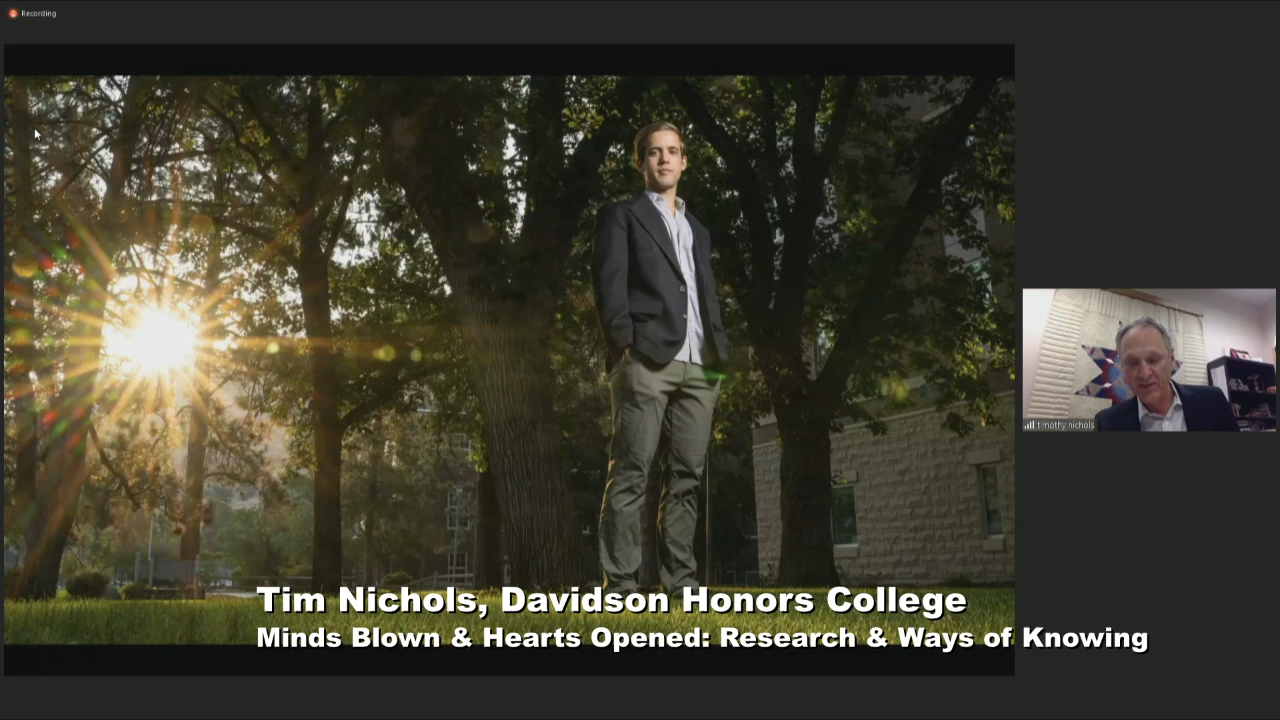 Recording
timothy nichols
Tim Nichols, Davidson Honors College
Minds Blown & Hearts Opened: Research & Ways of Knowing